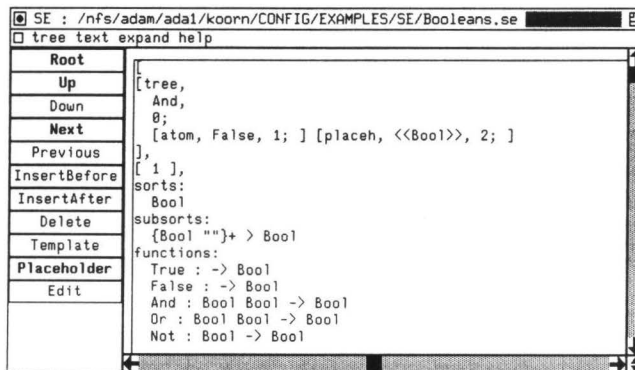 SE : /nfs/adam/ada1/koorn/CONFIG/EXAMPLES/SE/Booleans.se
tree text expand help
Root
Up
Down
Next
Previous
InsertBefore
InsertAfter
Delete
Template
Placeholder
Edit
[
[tree,
And,
0;
[atom, False, 1; ] [placeh, <<Bool>>, 2; ]
],
[ 1 ],
sorts:
Bool
subsorts:
{Bool ""}+ > Bool
functions:
True : -> Bool
False : -> Bool
And : Bool Bool -> Bool
Or : Bool Bool -> Bool
Not : Bool -> Bool